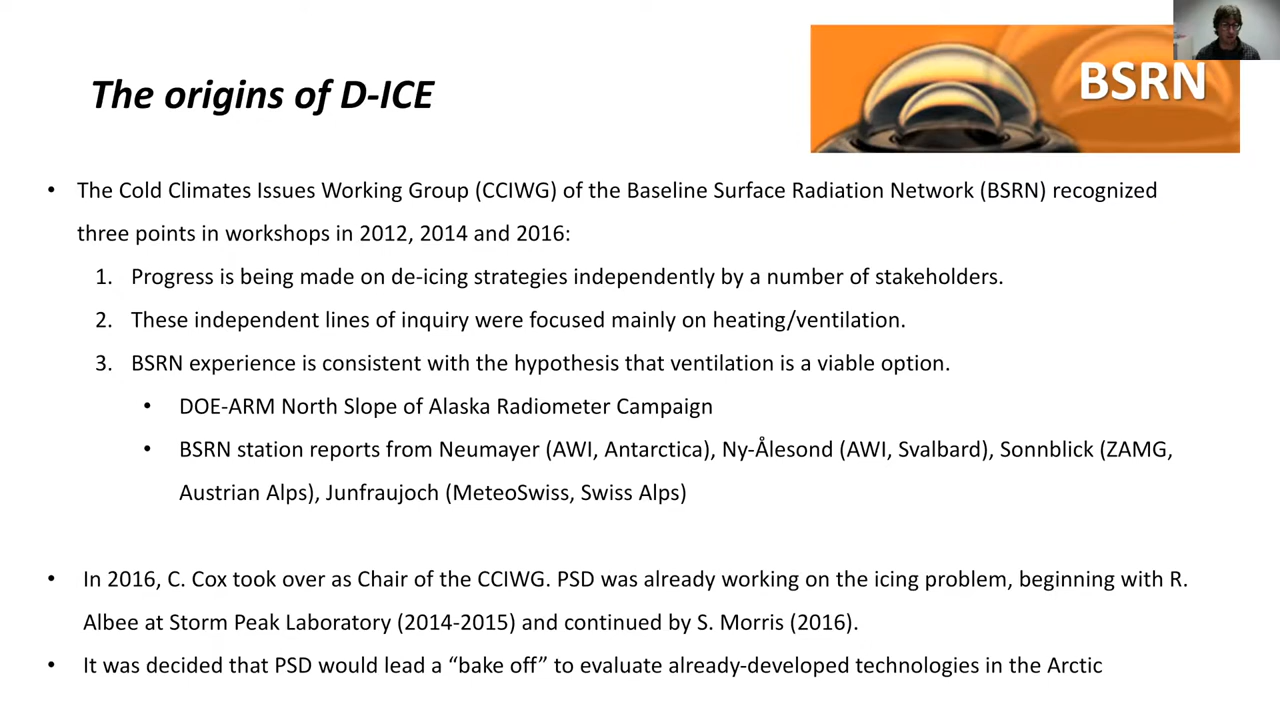 The origins of D-ICE
BSRN
• The Cold Climates Issues Working Group (CCIWG) of the Baseline Surface Radiation Network (BSRN) recognized
three points in workshops in 2012, 2014 and 2016:
1. Progress is being made on de-icing strategies independently by a number of stakeholders.
2. These independent lines of inquiry were focused mainly on heating/ventilation.
3. BSRN experience is consistent with the hypothesis that ventilation is a viable option.
• DOE-ARM North Slope of Alaska Radiometer Campaign
• BSRN station reports from Neumayer (AWI, Antarctica), Ny-Ålesond (AWI, Svalbard), Sonnblick (ZAMG,
Austrian Alps), Junfraujoch (MeteoSwiss, Swiss Alps)
• In 2016, C. Cox took over as Chair of the CCIWG. PSD was already working on the icing problem, beginning with R.
Albee at Storm Peak Laboratory (2014-2015) and continued by S. Morris (2016).
• It was decided that PSD would lead a “bake off” to evaluate already-developed technologies in the Arctic